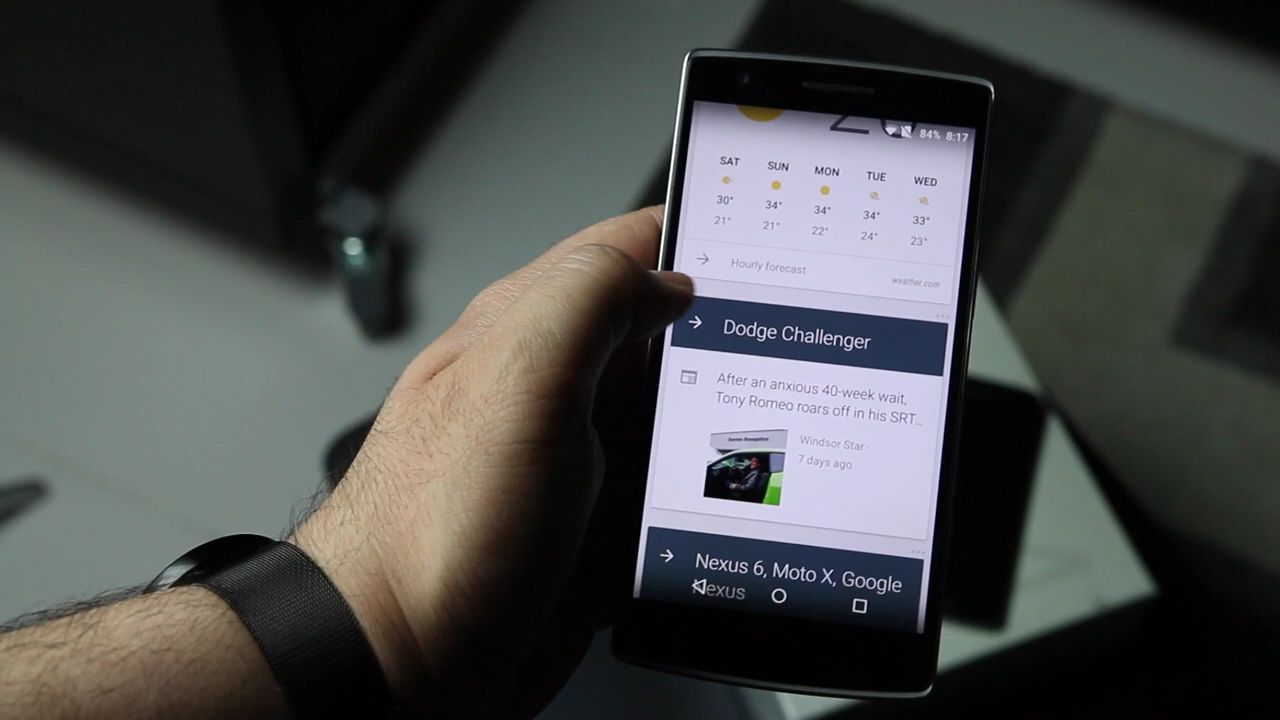 84% 8:17
SAT SUN MON TUE WED
30° 34° 34° 34° 33°
21° 21° 22° 24° 23°
Hourly forecast
weather.com
Dodge Challenger
After an anxious 40-week wait,
Tony Romeo roars off in his SRT...
Windsor Star ·
7 days ago
Nexus 6, Moto X, Google
Nexus